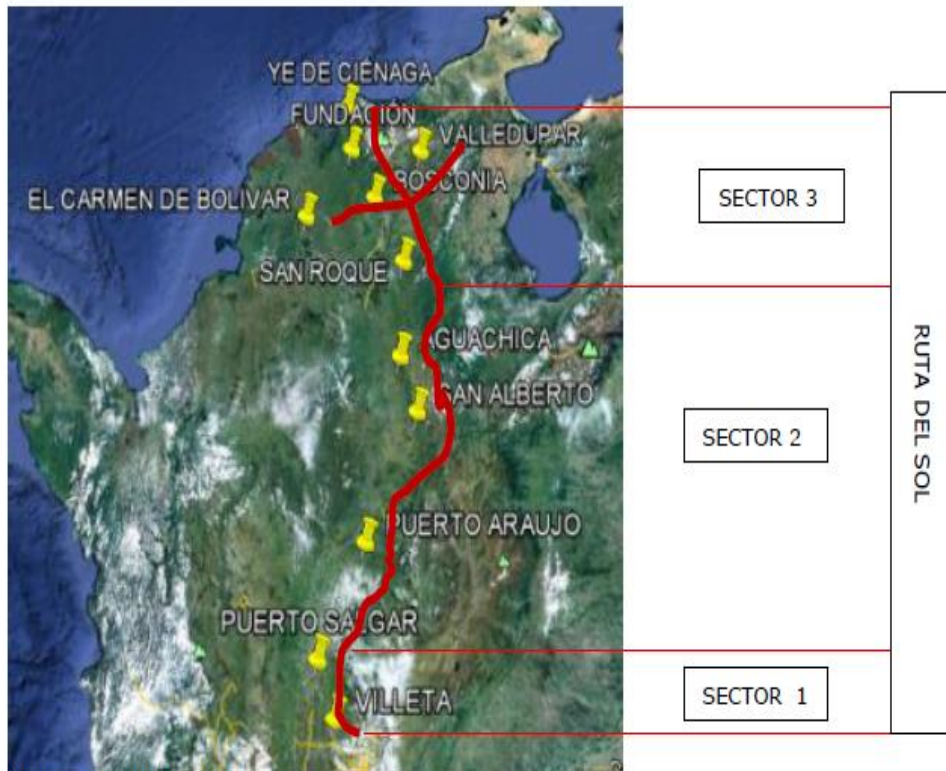 YE DE CIÉNAGA
FUNDACIÓN
VALLEDUPAR
BOSCONIA
EL CARMEN DE BOLIVAR
SAN ROQUE
AGUACHICA
SAN ALBERTO
PUERTO ARAUJO
PUERTO SALGAR
VILLETA
SECTOR 3
SECTOR 2
SECTOR 1
RUTA DEL SOL